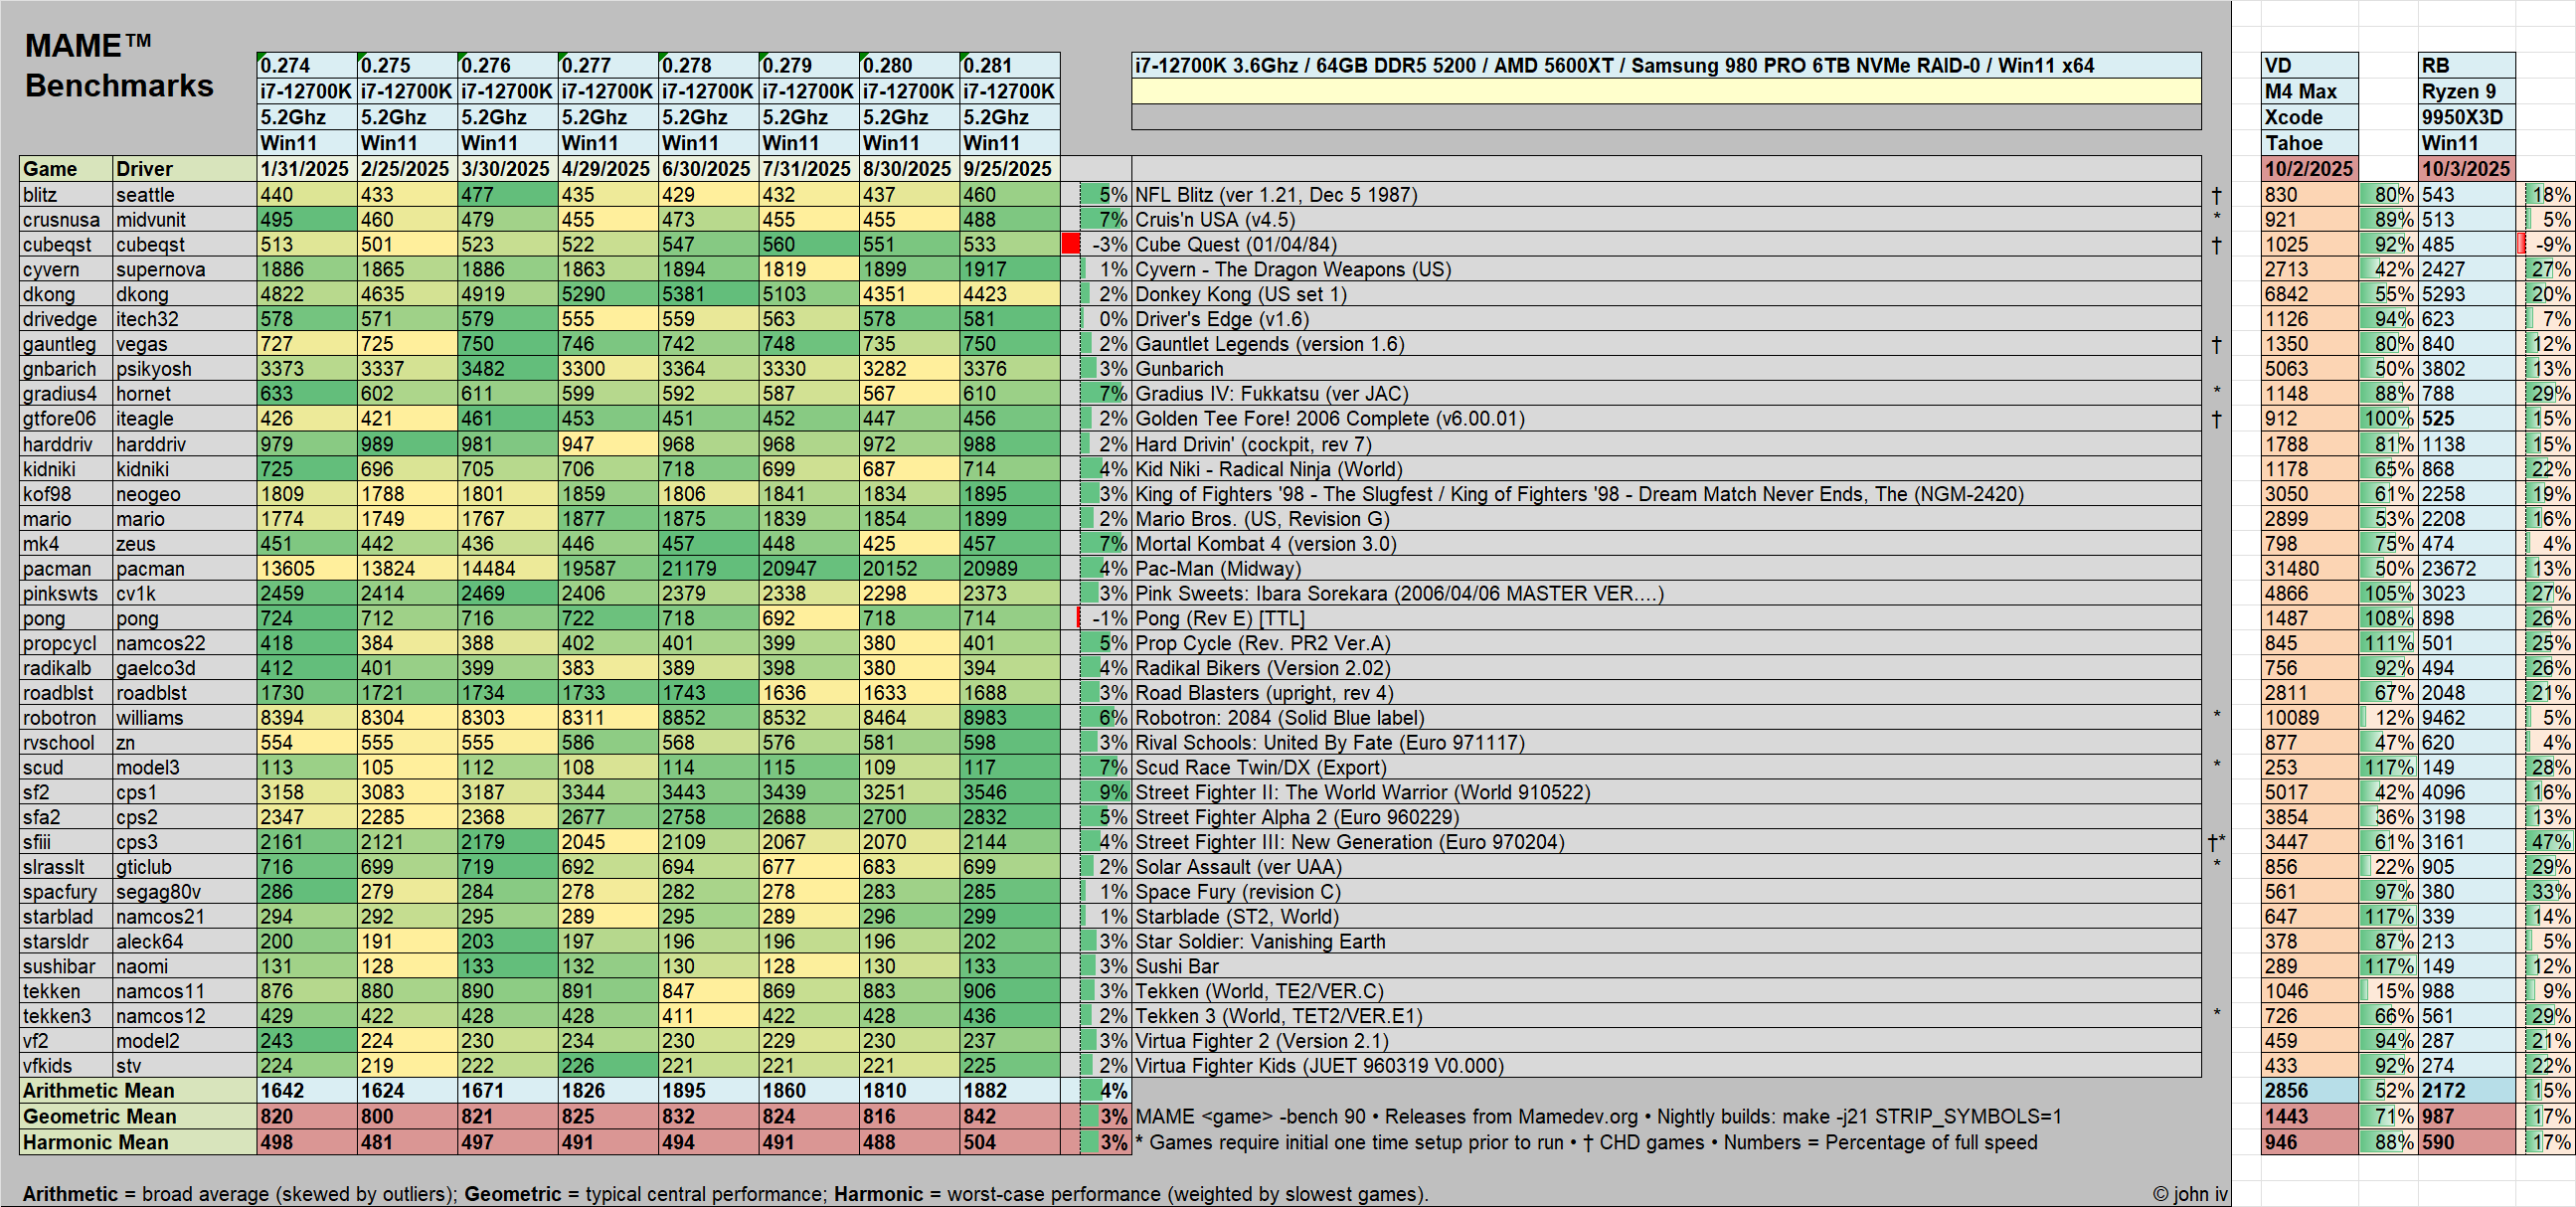 MAME™
Benchmarks
0.274 0.275 0.276 0.277 0.278 0.279 0.280 0.281 i7-12700K 3.6Ghz / 64GB DDR5 5200 / AMD 5600XT / Samsung 980 PRO 6TB NVMe RAID-0 / Win11 x64 VD RB
i7-12700K i7-12700K i7-12700K i7-12700K i7-12700K i7-12700K i7-12700K i7-12700K M4 Max Ryzen 9
5.2Ghz 5.2Ghz 5.2Ghz 5.2Ghz 5.2Ghz 5.2Ghz 5.2Ghz 5.2Ghz Xcode 9950X3D
Win11 Win11 Win11 Win11 Win11 Win11 Win11 Win11 Tahoe Win11
Game Driver 1/31/2025 2/25/2025 3/30/2025 4/29/2025 6/30/2025 7/31/2025 8/30/2025 9/25/2025 10/2/2025 10/3/2025
blitz seattle 440 433 477 435 429 432 437 460 5% NFL Blitz (ver 1.21, Dec 5 1987) † 830 80% 543 18%
crusnusa midvunit 495 460 479 455 473 455 455 488 7% Cruis'n USA (v4.5) * 921 89% 513 5%
cubeqst cubeqst 513 501 523 522 547 560 551 533 -3% Cube Quest (01/04/84) † 1025 92% 485 -9%
cyvern supernova 1886 1865 1886 1863 1894 1819 1899 1917 1% Cyvern - The Dragon Weapons (US) 2713 42% 2427 27%
dkong dkong 4822 4635 4919 5290 5381 5103 4351 4423 2% Donkey Kong (US set 1) 6842 55% 5293 20%
drivedge itech32 578 571 579 555 559 563 578 581 0% Driver's Edge (v1.6) 1126 94% 623 7%
gauntleg vegas 727 725 750 746 742 748 735 750 2% Gauntlet Legends (version 1.6) † 1350 80% 840 12%
gnbarich psikyosh 3373 3337 3482 3300 3364 3330 3282 3376 3% Gunbarich 5063 50% 3802 13%
gradius4 hornet 633 602 611 599 592 587 567 610 7% Gradius IV: Fukkatsu (ver JAC) * 1148 88% 788 29%
gtfore06 iteagle 426 421 461 453 451 452 447 456 2% Golden Tee Fore! 2006 Complete (v6.00.01) † 912 100% 525 15%
harddriv harddriv 979 989 981 947 968 968 972 988 2% Hard Drivin' (cockpit, rev 7) 1788 81% 1138 15%
kidniki kidniki 725 696 705 706 718 699 687 714 4% Kid Niki - Radical Ninja (World) 1178 65% 868 22%
kof98 neogeo 1809 1788 1801 1859 1806 1841 1834 1895 3% King of Fighters '98 - The Slugfest / King of Fighters '98 - Dream Match Never Ends, The (NGM-2420) 3050 61% 2258 19%
mario mario 1774 1749 1767 1877 1875 1839 1854 1899 2% Mario Bros. (US, Revision G) 2899 53% 2208 16%
mk4 zeus 451 442 436 446 457 448 425 457 7% Mortal Kombat 4 (version 3.0) 798 75% 474 4%
pacman pacman 13605 13824 14484 19587 21179 20947 20152 20989 4% Pac-Man (Midway) 31480 50% 23672 13%
pinkswts cv1k 2459 2414 2469 2406 2379 2338 2298 2373 3% Pink Sweets: Ibara Sorekara (2006/04/06 MASTER VER....) 4866 105% 3023 27%
pong pong 724 712 716 722 718 692 718 714 -1% Pong (Rev E) [TTL] 1487 108% 898 26%
propcycl namcos22 418 384 388 402 401 399 380 401 5% Prop Cycle (Rev. PR2 Ver.A) 845 111% 501 25%
radikalb gaelco3d 412 401 399 383 389 398 380 394 4% Radikal Bikers (Version 2.02) 756 92% 494 26%
roadblst roadblst 1730 1721 1734 1733 1743 1636 1633 1688 3% Road Blasters (upright, rev 4) 2811 67% 2048 21%
robotron williams 8394 8304 8303 8311 8852 8532 8464 8983 6% Robotron: 2084 (Solid Blue label) * 10089 12% 9462 5%
rvschool zn 554 555 555 586 568 576 581 598 3% Rival Schools: United By Fate (Euro 971117) 877 47% 620 4%
scud model3 113 105 112 108 114 115 109 117 7% Scud Race Twin/DX (Export) * 253 117% 149 28%
sf2 cps1 3158 3083 3187 3344 3443 3439 3251 3546 9% Street Fighter II: The World Warrior (World 910522) 5017 42% 4096 16%
sfa2 cps2 2347 2285 2368 2677 2758 2688 2700 2832 5% Street Fighter Alpha 2 (Euro 960229) 3854 36% 3198 13%
sfiii cps3 2161 2121 2179 2045 2109 2067 2070 2144 4% Street Fighter III: New Generation (Euro 970204) †* 3447 61% 3161 47%
slrasslt gticlub 716 699 719 692 694 677 683 699 2% Solar Assault (ver UAA) * 856 22% 905 29%
spacfury segag80v 286 279 284 278 282 278 283 285 1% Space Fury (revision C) 561 97% 380 33%
starblad namcos21 294 292 295 289 295 289 296 299 1% Starblade (ST2, World) 647 117% 339 14%
starsldr aleck64 200 191 203 197 196 196 196 202 3% Star Soldier: Vanishing Earth 378 87% 213 5%
sushibar naomi 131 128 133 132 130 128 130 133 3% Sushi Bar 289 117% 149 12%
tekken namcos11 876 880 890 891 847 869 883 906 3% Tekken (World, TE2/VER.C) 1046 15% 988 9%
tekken3 namcos12 429 422 428 428 411 422 428 436 2% Tekken 3 (World, TET2/VER.E1) * 726 66% 561 29%
vf2 model2 243 224 230 234 230 229 230 237 3% Virtua Fighter 2 (Version 2.1) 459 94% 287 21%
vfkids stv 224 219 222 226 221 221 221 225 2% Virtua Fighter Kids (JUET 960319 V0.000) 433 92% 274 22%
Arithmetic Mean 1642 1624 1671 1826 1895 1860 1810 1882 4% 2856 52% 2172 15%
Geometric Mean 820 800 821 825 832 824 816 842 3% MAME <game> -bench 90 • Releases from Mamedev.org • Nightly builds: make -j21 STRIP_SYMBOLS=1 1443 71% 987 17%
Harmonic Mean 498 481 497 491 494 491 488 504 3% * Games require initial one time setup prior to run • † CHD games • Numbers = Percentage of full speed 946 88% 590 17%
Arithmetic = broad average (skewed by outliers); Geometric = typical central performance; Harmonic = worst-case performance (weighted by slowest games). © john iv